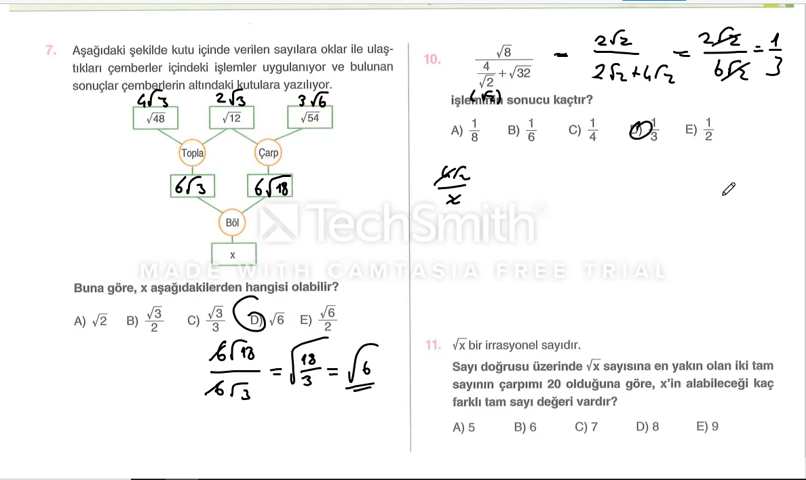 7. Aşağıdaki şekilde kutu içinde verilen sayılara oklar ile ulaş-
tıkları çemberler içindeki işlemler uygulanıyor ve bulunan
sonuçlar çemberlerin altındaki kutulara yazılıyor.
4√3 2√3 3√6
√48 √12 √54
Topla Çarp
6√3 6√18
Böl
x
Buna göre, x aşağıdakilerden hangisi olabilir?
A) √2 B) √3/2 C) √3/3 D) √6 E) √6/2
6√18/6√3 = √18/3 = √6
10. √8/(4/√2 + √32) = 2√2/(2√2+4√2) = 2√2/6√2 = 1/3
işleminin sonucu kaçtır?
A) 1/8 B) 1/6 C) 1/4 D) 1/3 E) 1/2
4√2/x
11. √x bir irrasyonel sayıdır.
Sayı doğrusu üzerinde √x sayısına en yakın olan iki tam
sayının çarpımı 20 olduğuna göre, x'in alabileceği kaç
farklı tam sayı değeri vardır?
A) 5 B) 6 C) 7 D) 8 E) 9
TechSmith
MADE WITH CAMTASIA FREE TRIAL